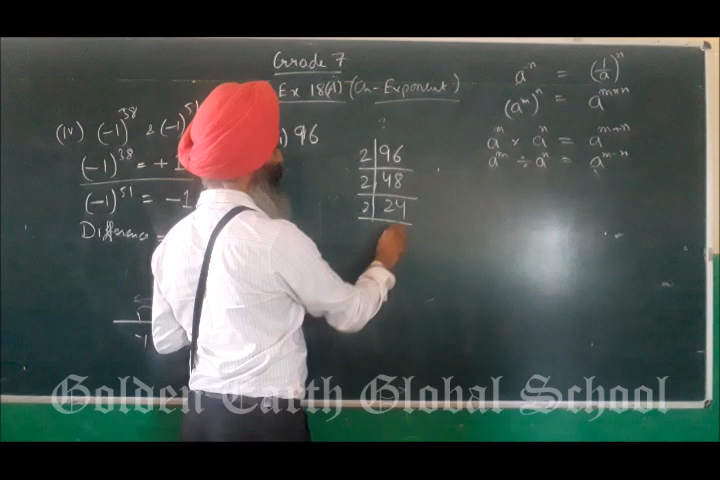 Grade 7
Ex 18(A) (Ch-Exponent)
(iv) (-1)^38 & (-1)^51
(-1)^38 = +1
(-1)^51 = -1
Difference =
) 96
2 | 96
2 | 48
2 | 24
a^-n = (1/a)^n
(a^m)^n = a^m×n
a^m × a^n = a^m+n
a^m ÷ a^n = a^m-n
Golden Earth Global School